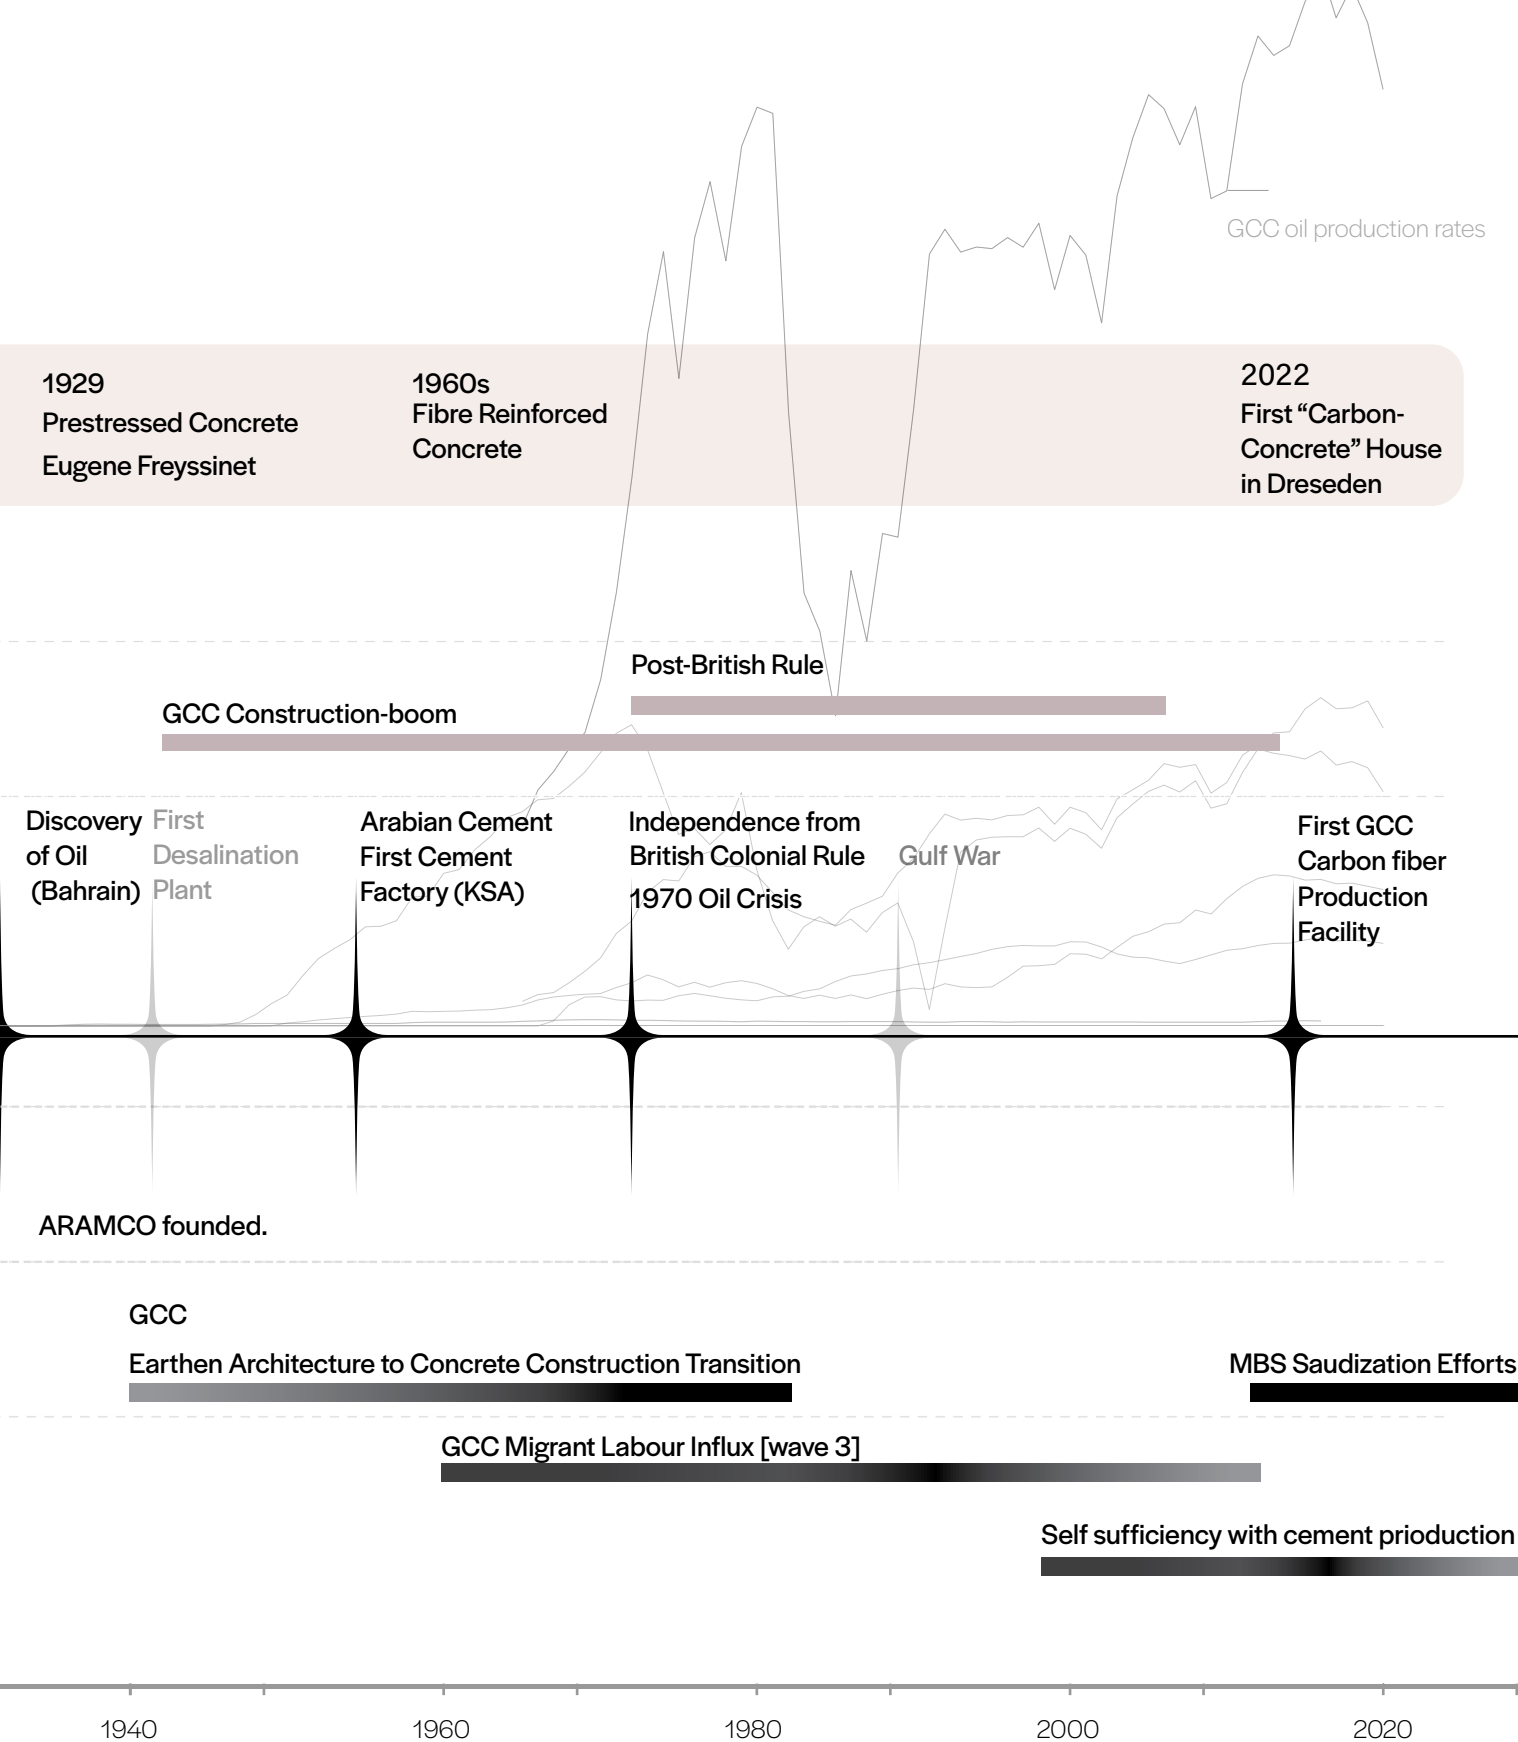 GCC oil production rates
1929
Prestressed Concrete
Eugene Freyssinet
1960s
Fibre Reinforced
Concrete
2022
First “Carbon-
Concrete” House
in Dreseden
Post-British Rule
GCC Construction-boom
Discovery
of Oil
(Bahrain)
First
Desalination
Plant
Arabian Cement
First Cement
Factory (KSA)
Independence from
British Colonial Rule
1970 Oil Crisis
Gulf War
First GCC
Carbon fiber
Production
Facility
ARAMCO founded.
GCC
Earthen Architecture to Concrete Construction Transition
MBS Saudization Efforts
GCC Migrant Labour Influx [wave 3]
Self sufficiency with cement prioduction
1940
1960
1980
2000
2020